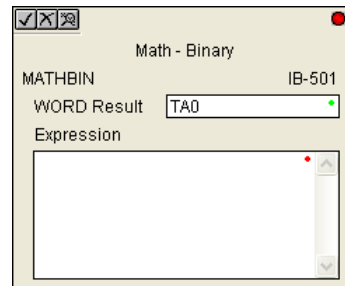 Math - Binary
MATHBIN IB-501
WORD Result TA0
Expression